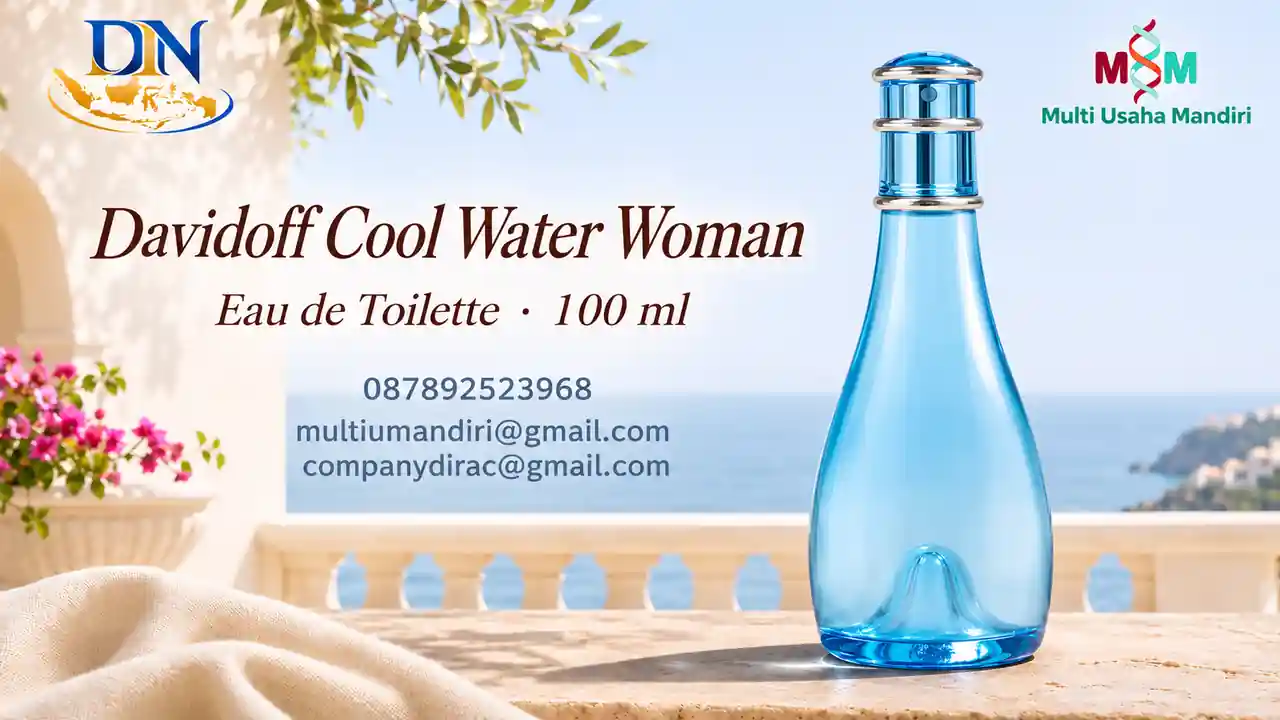 DN
MUM
Multi Usaha Mandiri
Davidoff Cool Water Woman
Eau de Toilette · 100 ml
087892523968
multiumandiri@gmail.com
companydirac@gmail.com